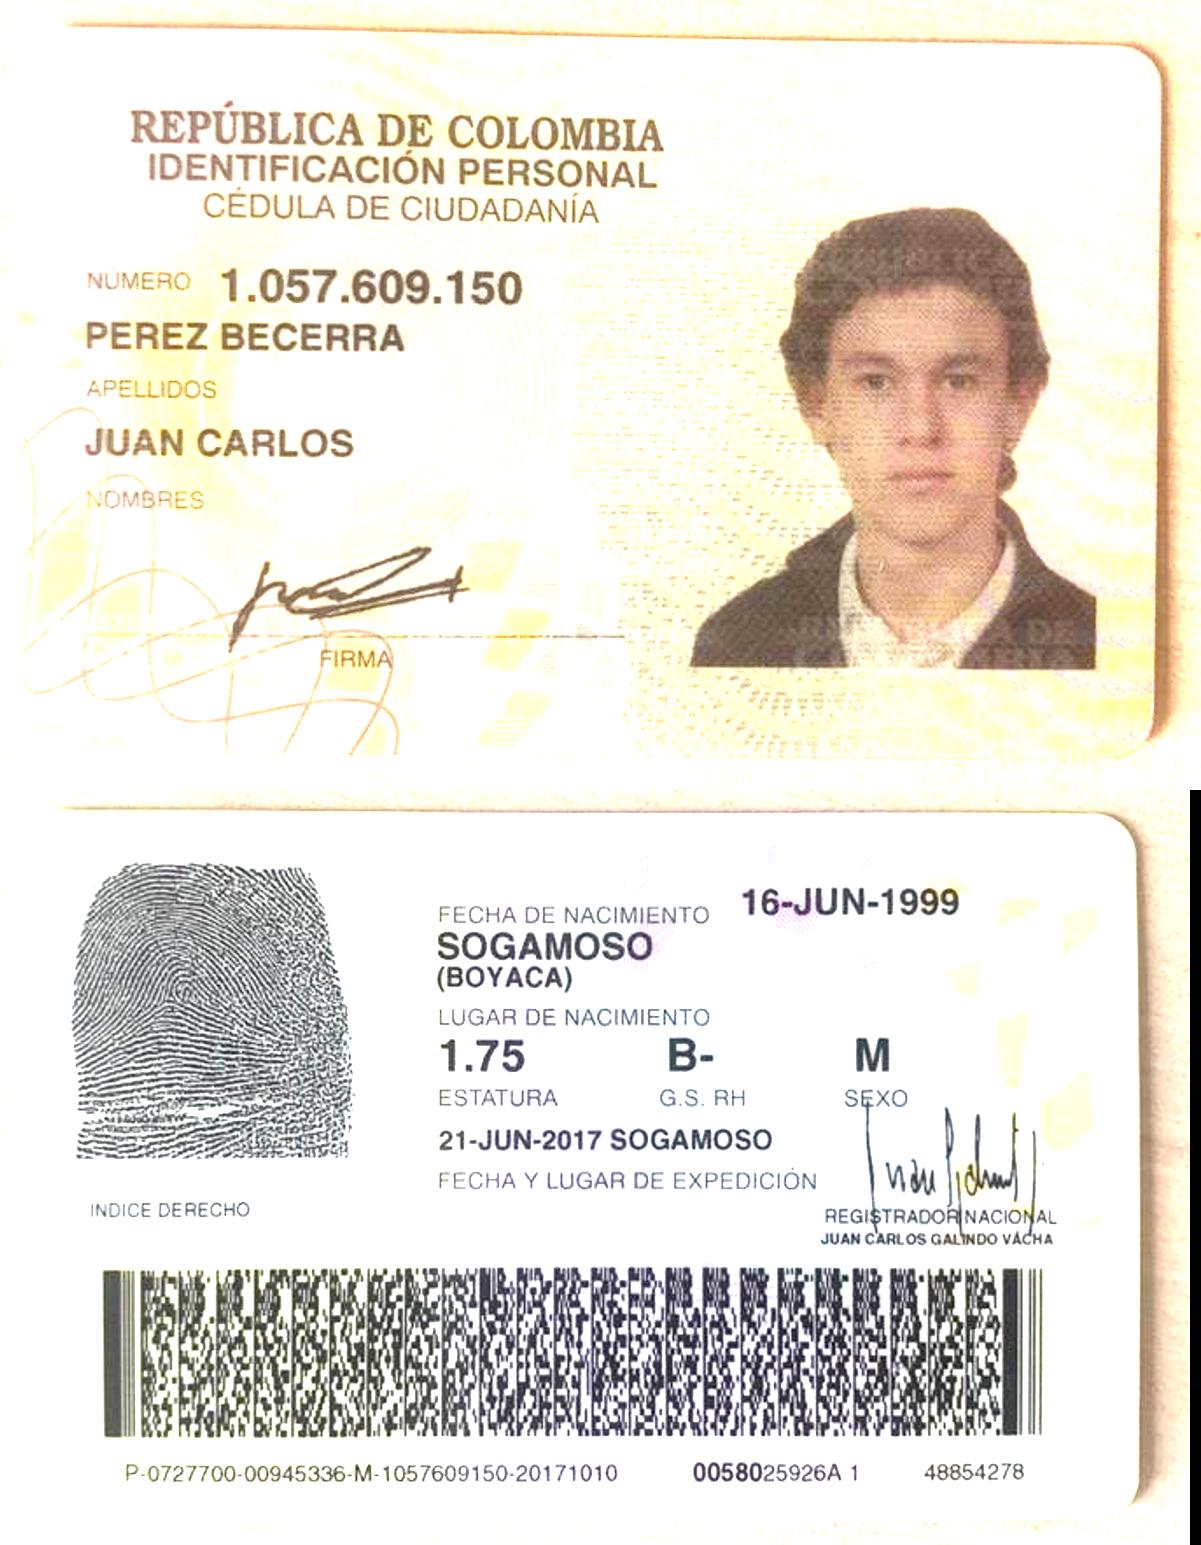 REPÚBLICA DE COLOMBIA
IDENTIFICACIÓN PERSONAL
CÉDULA DE CIUDADANÍA
NÚMERO 1.057.609.150
PEREZ BECERRA
APELLIDOS
JUAN CARLOS
NOMBRES
FIRMA
FECHA DE NACIMIENTO 16-JUN-1999
SOGAMOSO
(BOYACA)
LUGAR DE NACIMIENTO
1.75 B- M
ESTATURA G.S. RH SEXO
21-JUN-2017 SOGAMOSO
FECHA Y LUGAR DE EXPEDICIÓN
INDICE DERECHO
REGISTRADOR NACIONAL
JUAN CARLOS GALINDO VÁCHA
P-0727700-00945336-M-1057609150-20171010 0058025926A 1 48854278